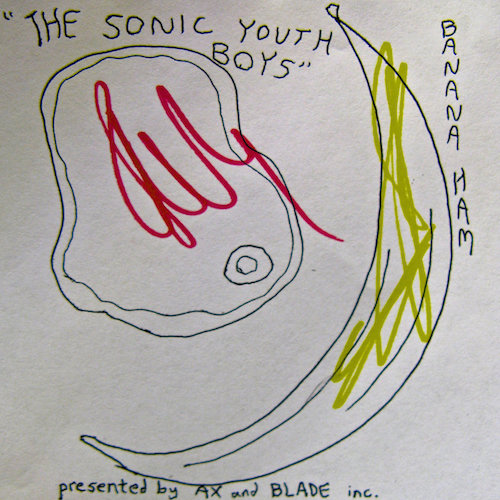 "THE SONIC YOUTH
BOYS"
BANANA HAM
presented by AX and BLADE inc.